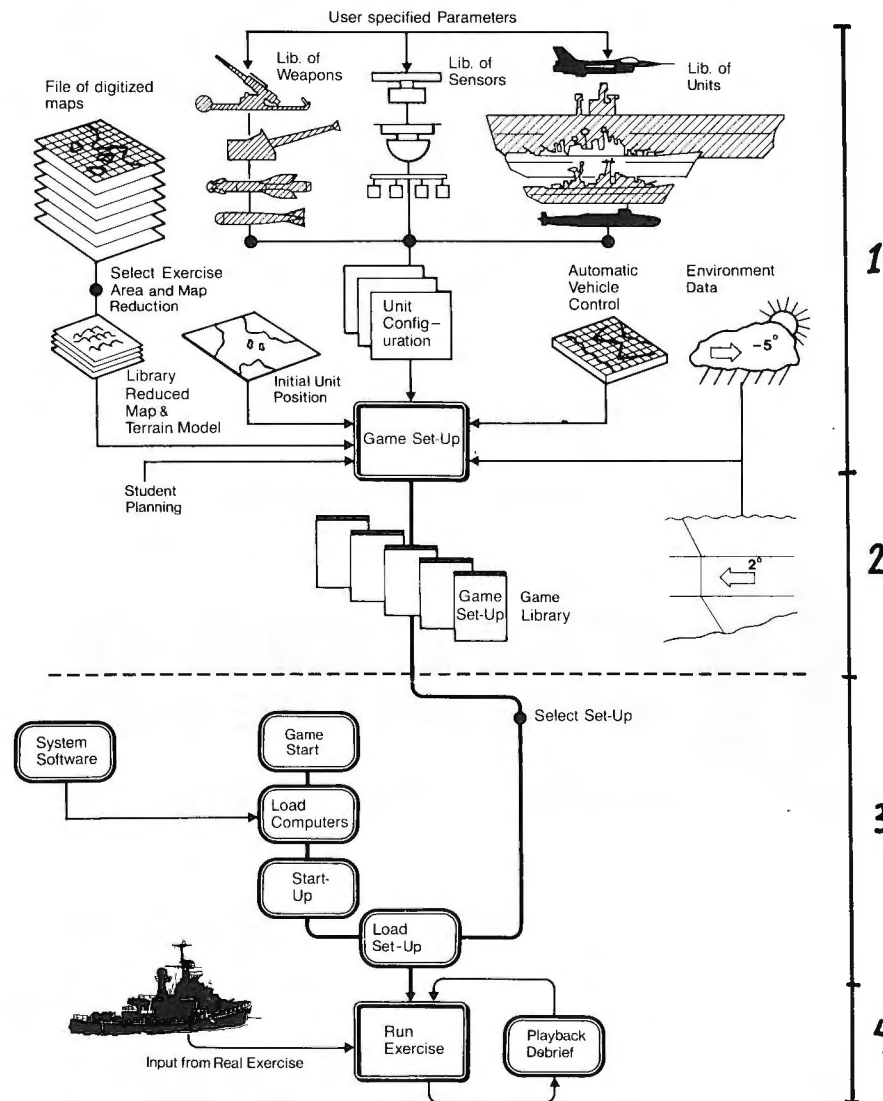 User specified Parameters
Lib. of
Weapons
Lib. of
Sensors
Lib. of
Units
File of digitized
maps
Select Exercise
Area and Map
Reduction
Unit
Config-
uration
Automatic
Vehicle
Control
Environment
Data
-5°
1
Library
Reduced
Map &
Terrain Model
Initial Unit
Position
Game Set-Up
Student
Planning
2°
2
Game
Set-Up
Game
Library
Select Set-Up
System
Software
Game
Start
Load
Computers
3
Start-
Up
Load
Set-Up
Run
Exercise
Playback
Debrief
4
Input from Real Exercise